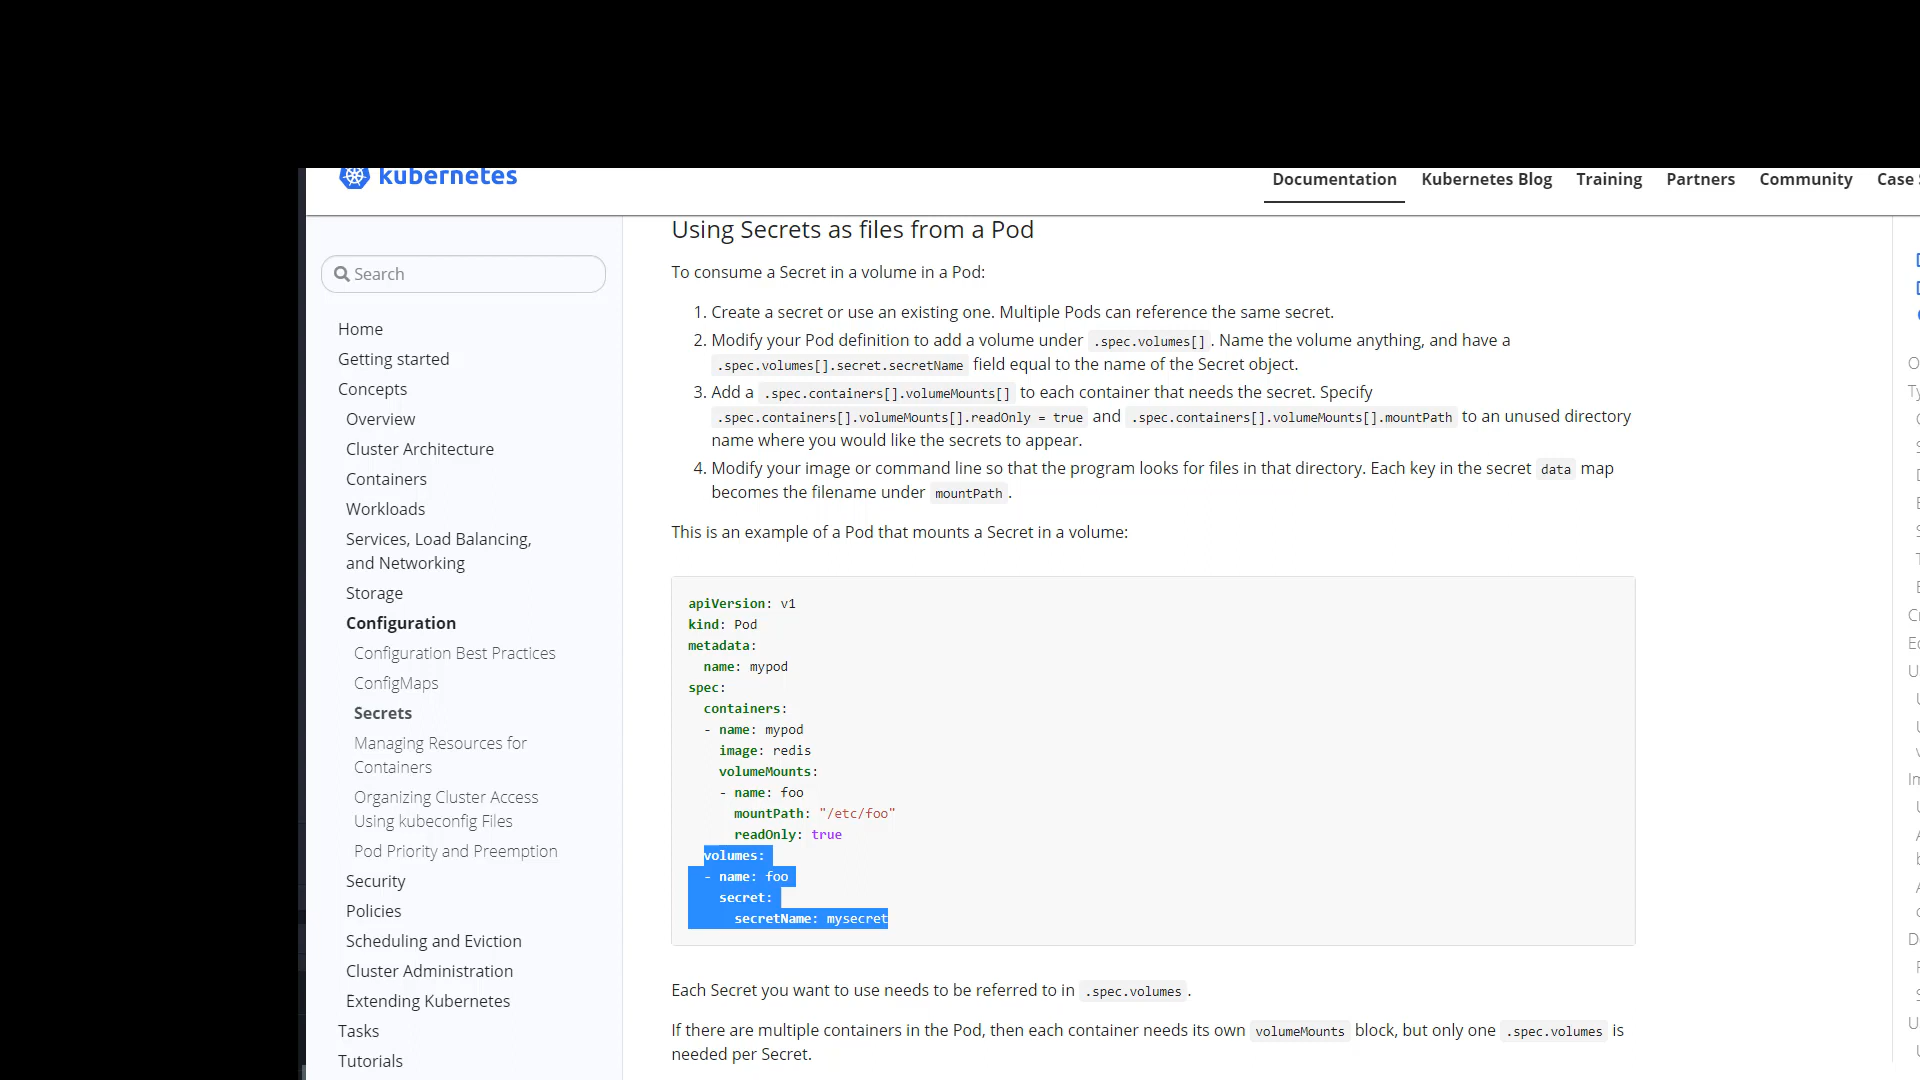 kubernetes
Documentation
Kubernetes Blog
Training
Partners
Community
Case
Search
Home
Getting started
Concepts
Overview
Cluster Architecture
Containers
Workloads
Services, Load Balancing,
and Networking
Storage
Configuration
Configuration Best Practices
ConfigMaps
Secrets
Managing Resources for
Containers
Organizing Cluster Access
Using kubeconfig Files
Pod Priority and Preemption
Security
Policies
Scheduling and Eviction
Cluster Administration
Extending Kubernetes
Tasks
Tutorials
Using Secrets as files from a Pod
To consume a Secret in a volume in a Pod:
1. Create a secret or use an existing one. Multiple Pods can reference the same secret.
2. Modify your Pod definition to add a volume under .spec.volumes[] . Name the volume anything, and have a
.spec.volumes[].secret.secretName field equal to the name of the Secret object.
3. Add a .spec.containers[].volumeMounts[] to each container that needs the secret. Specify
.spec.containers[].volumeMounts[].readOnly = true and .spec.containers[].volumeMounts[].mountPath to an unused directory
name where you would like the secrets to appear.
4. Modify your image or command line so that the program looks for files in that directory. Each key in the secret data map
becomes the filename under mountPath .
This is an example of a Pod that mounts a Secret in a volume:
apiVersion: v1
kind: Pod
metadata:
  name: mypod
spec:
  containers:
  - name: mypod
    image: redis
    volumeMounts:
    - name: foo
      mountPath: "/etc/foo"
      readOnly: true
  volumes:
  - name: foo
    secret:
      secretName: mysecret
Each Secret you want to use needs to be referred to in .spec.volumes .
If there are multiple containers in the Pod, then each container needs its own volumeMounts block, but only one .spec.volumes is
needed per Secret.